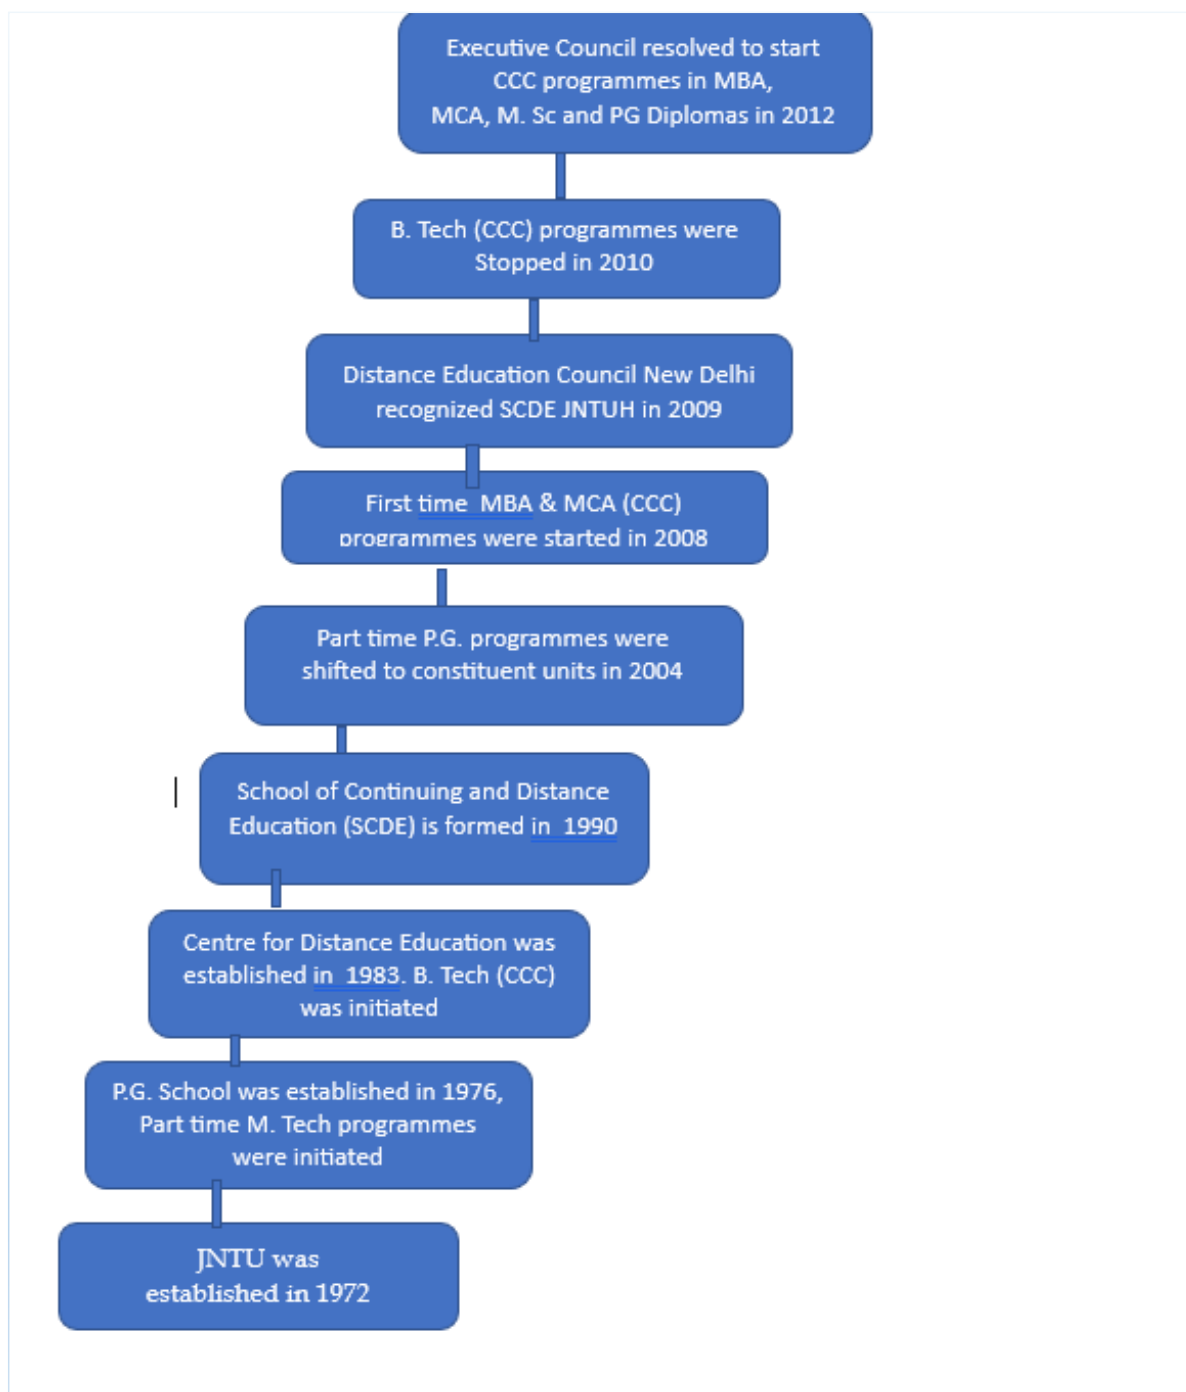 Executive Council resolved to start
CCC programmes in MBA,
MCA, M. Sc and PG Diplomas in 2012
B. Tech (CCC) programmes were
Stopped in 2010
Distance Education Council New Delhi
recognized SCDE JNTUH in 2009
First time  MBA & MCA (CCC)
programmes were started in 2008
Part time P.G. programmes were
shifted to constituent units in 2004
School of Continuing and Distance
Education (SCDE) is formed in  1990
Centre for Distance Education was
established in  1983. B. Tech (CCC)
was initiated
P.G. School was established in 1976,
Part time M. Tech programmes
were initiated
JNTU was
established in 1972